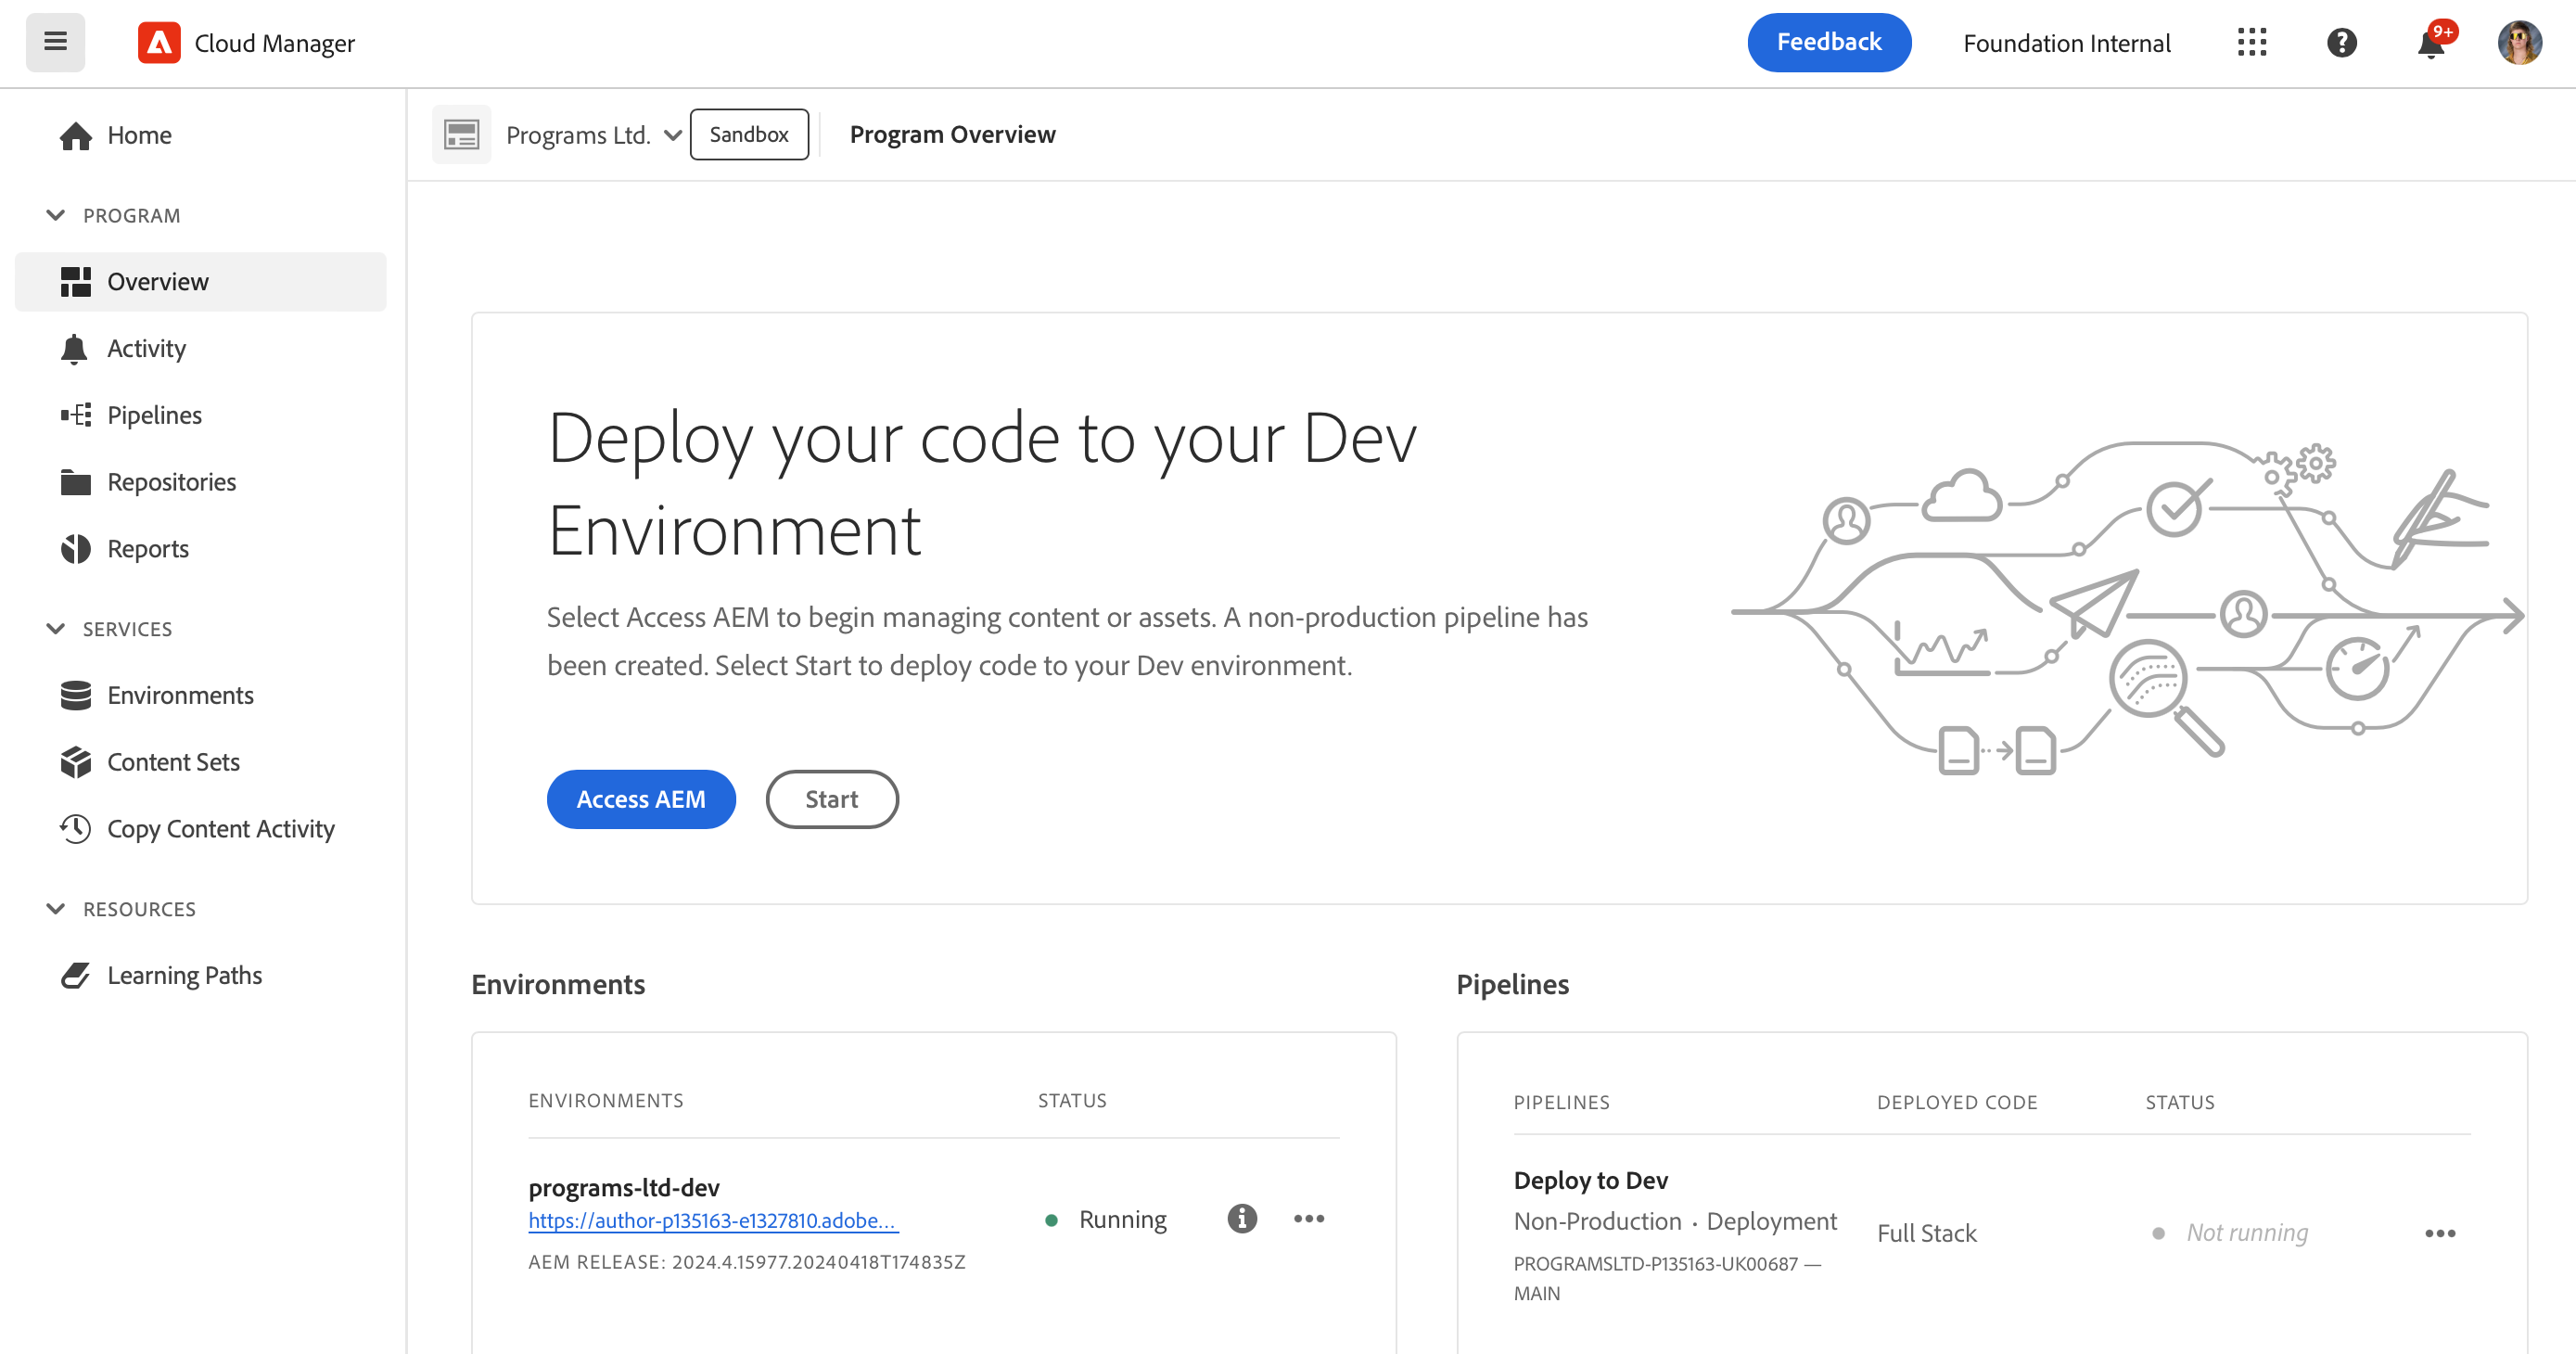 Cloud Manager
Feedback
Foundation Internal
9+
Home
PROGRAM
Overview
Activity
Pipelines
Repositories
Reports
SERVICES
Environments
Content Sets
Copy Content Activity
RESOURCES
Learning Paths
Programs Ltd.
Sandbox
Program Overview
Deploy your code to your Dev
Environment
Select Access AEM to begin managing content or assets. A non-production pipeline has
been created. Select Start to deploy code to your Dev environment.
Access AEM
Start
Environments
ENVIRONMENTS STATUS
programs-ltd-dev
https://author-p135163-e1327810.adobe...
Running
AEM RELEASE: 2024.4.15977.20240418T174835Z
Pipelines
PIPELINES DEPLOYED CODE STATUS
Deploy to Dev
Non-Production · Deployment
Full Stack
Not running
PROGRAMSLTD-P135163-UK00687 —
MAIN